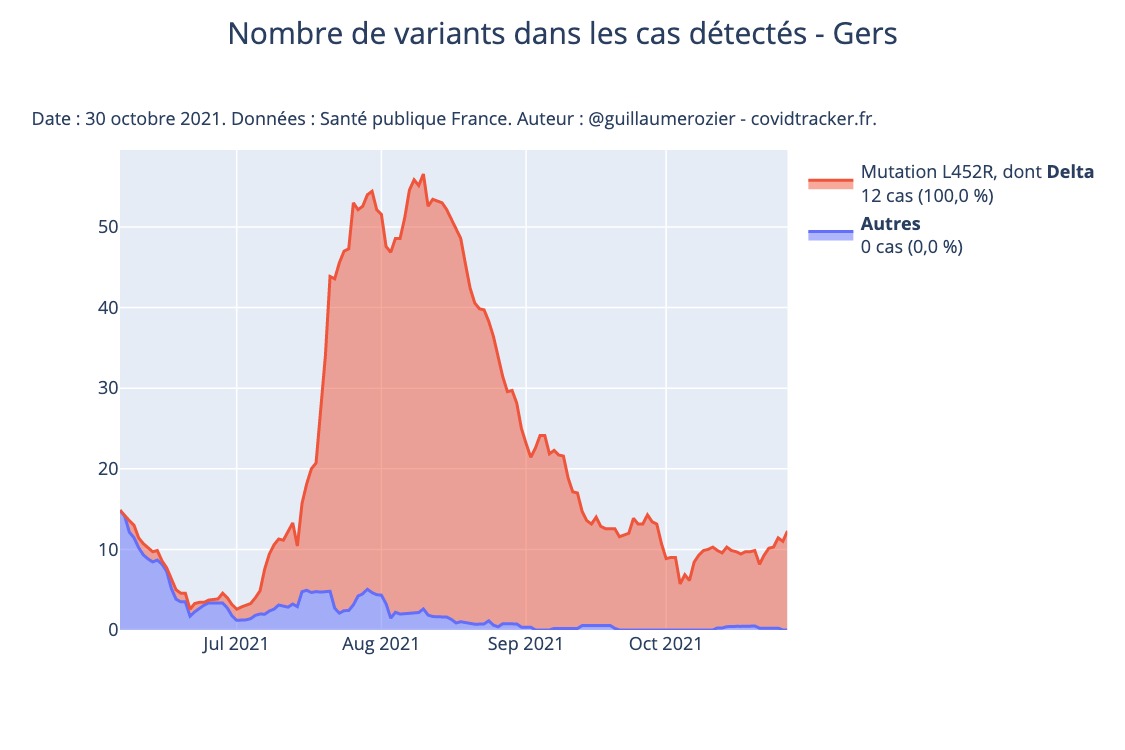 Nombre de variants dans les cas détectés - Gers
Date : 30 octobre 2021. Données : Santé publique France. Auteur : @guillaumerozier - covidtracker.fr.
Mutation L452R, dont Delta
12 cas (100,0 %)
Autres
0 cas (0,0 %)
50
40
30
20
10
0
Jul 2021
Aug 2021
Sep 2021
Oct 2021